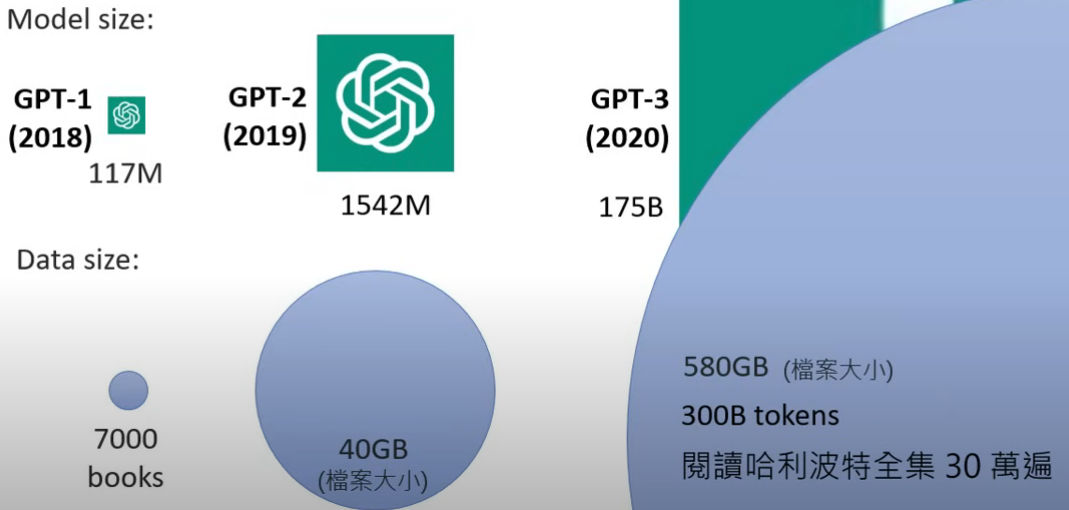 Model size:
GPT-1
(2018)
117M
GPT-2
(2019)
1542M
GPT-3
(2020)
175B
Data size:
7000
books
40GB
(檔案大小)
580GB (檔案大小)
300B tokens
閱讀哈利波特全集 30 萬遍